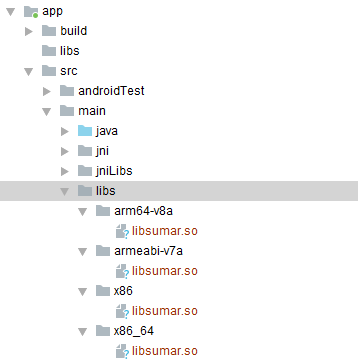 app
build
libs
src
androidTest
main
java
jni
jniLibs
libs
arm64-v8a
libsumar.so
armeabi-v7a
libsumar.so
x86
libsumar.so
x86_64
libsumar.so